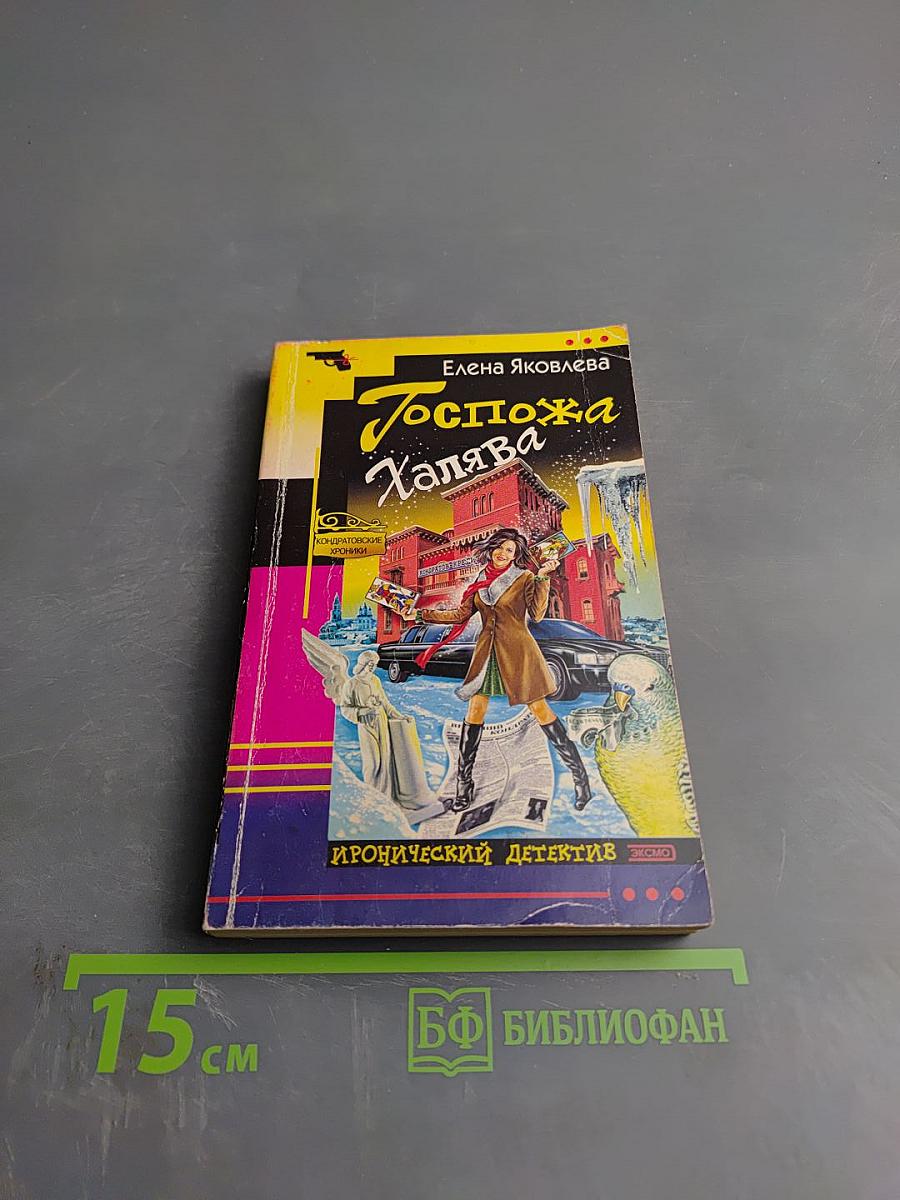 Елена Яковлева
Госпожа
Халява
КОНДРАТОВСКИЕ
ХРОНИКИ
ИРОНИЧЕСКИЙ ДЕТЕКТИВ
ЭКСМО
15 см
БФ БИБЛИОФАН